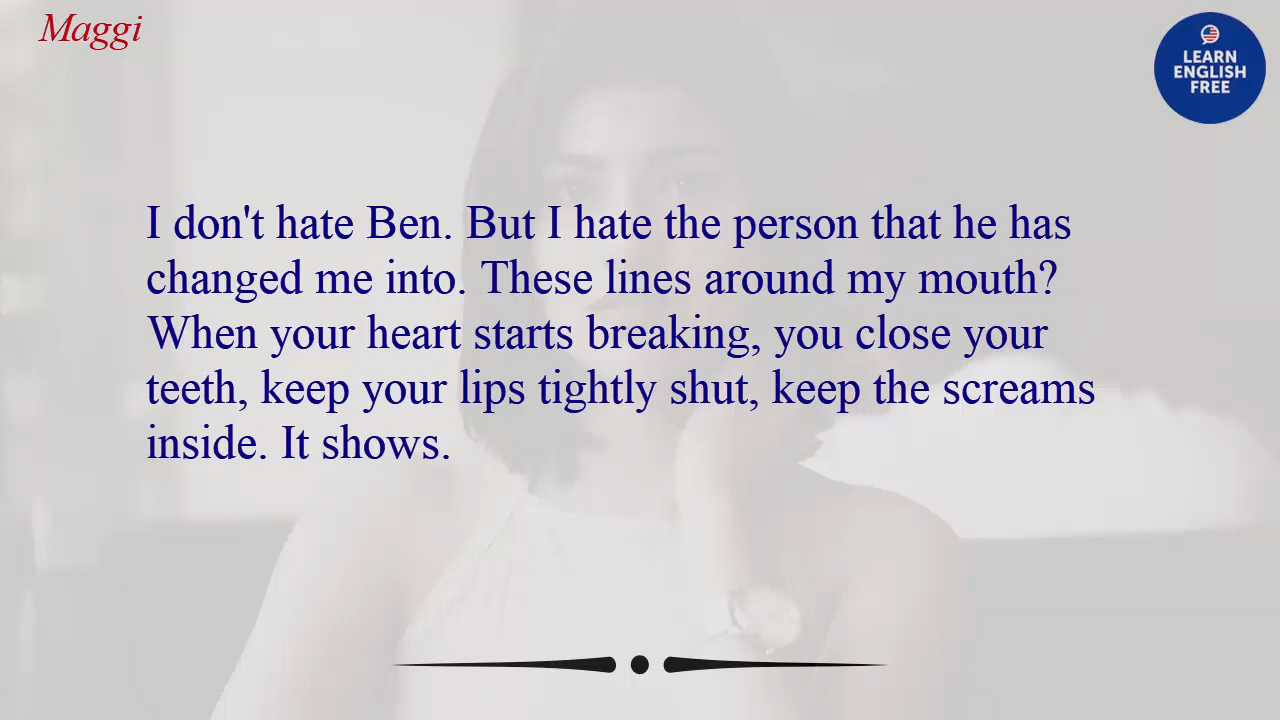 Maggi
LEARN
ENGLISH
FREE
I don't hate Ben. But I hate the person that he has
changed me into. These lines around my mouth?
When your heart starts breaking, you close your
teeth, keep your lips tightly shut, keep the screams
inside. It shows.